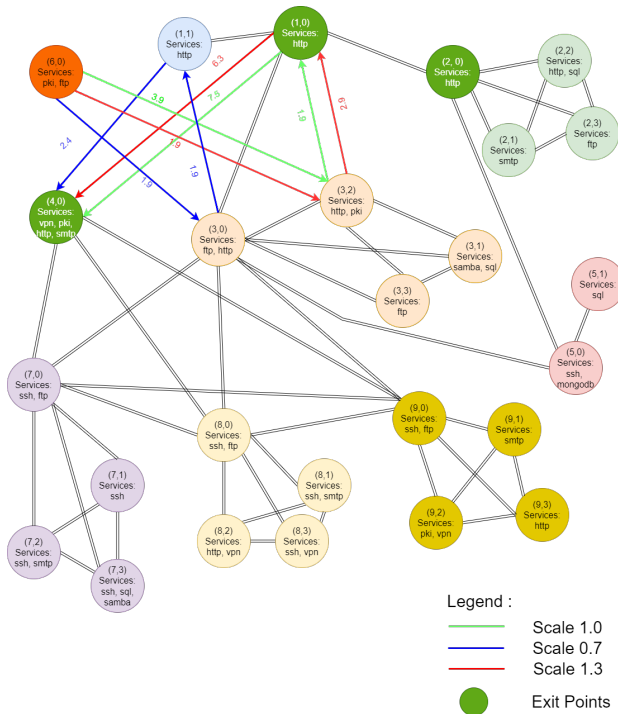 (1,0)
Services:
http
(1,1)
Services:
http
(6,0)
Services:
pki, ftp
(2, 0)
http
(2,2)
Services:
http, sql
(2,3)
Services:
ftp
(2,1)
Services:
smtp
6.3
7.8
3.9
1.9
2.9
1.9
2.4
1.9
1.9
(4,0)
Services:
vpn, pki,
http, smtp
(3,0)
Services:
ftp, http
(3,2)
Services:
http, pki
(3,1)
Services:
samba, sql
(3,3)
Services:
ftp
(5,1)
Services:
sql
(5,0)
Services:
ssh,
mongodb
(7,0)
Services:
ssh, ftp
(8,0)
Services:
ssh, ftp
(9,0)
Services:
ssh, ftp
(9,1)
Services:
smtp
(7,1)
Services:
ssh
(8,1)
Services:
ssh, smtp
(9,2)
Services:
pki, vpn
(9,3)
Services:
http
(7,2)
Services:
ssh, smtp
(8,2)
Services:
http, vpn
(8,3)
Services:
ssh, vpn
(7,3)
Services:
ssh, sql,
samba
Legend :
Scale 1.0
Scale 0.7
Scale 1.3
Exit Points